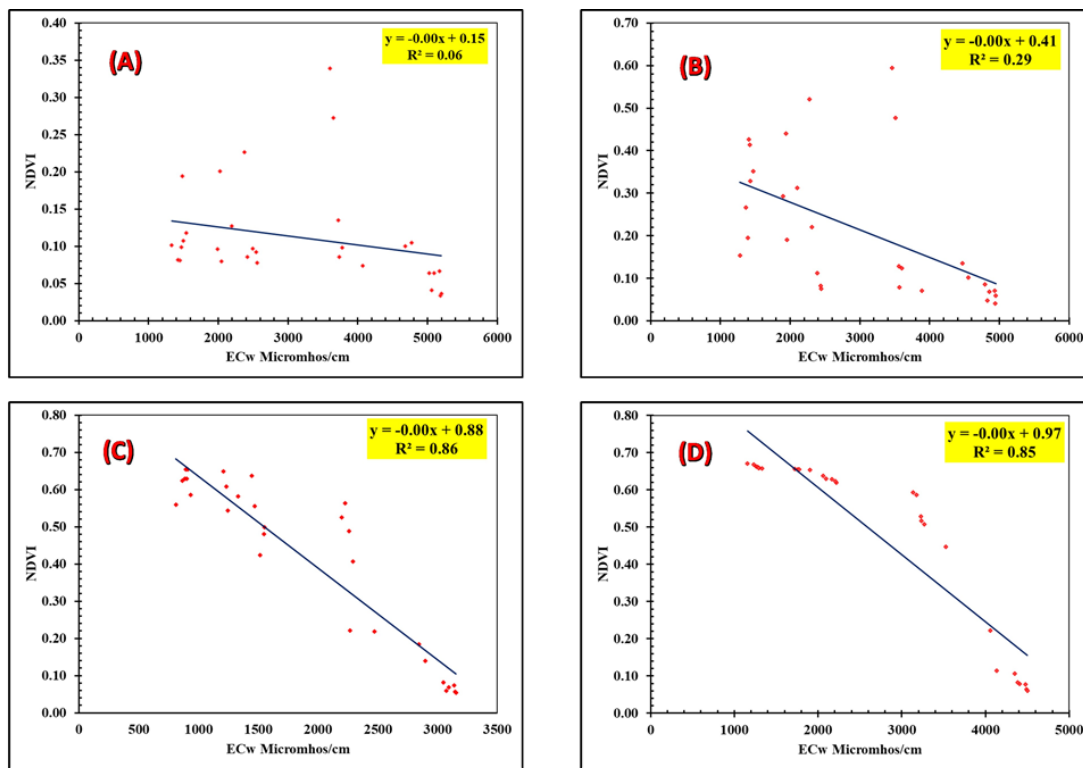 (A)
y = -0.00x + 0.15
R² = 0.06
0.40
0.35
0.30
0.25
0.20
0.15
0.10
0.05
0.00
NDVI
0 1000 2000 3000 4000 5000 6000
ECw Micromhos/cm
(B)
y = -0.00x + 0.41
R² = 0.29
0.70
0.60
0.50
0.40
0.30
0.20
0.10
0.00
NDVI
0 1000 2000 3000 4000 5000 6000
ECw Micromhos/cm
(C)
y = -0.00x + 0.88
R² = 0.86
0.80
0.70
0.60
0.50
0.40
0.30
0.20
0.10
0.00
NDVI
0 500 1000 1500 2000 2500 3000 3500
ECw Micromhos/cm
(D)
y = -0.00x + 0.97
R² = 0.85
0.80
0.70
0.60
0.50
0.40
0.30
0.20
0.10
0.00
NDVI
0 1000 2000 3000 4000 5000
ECw Micromhos/cm